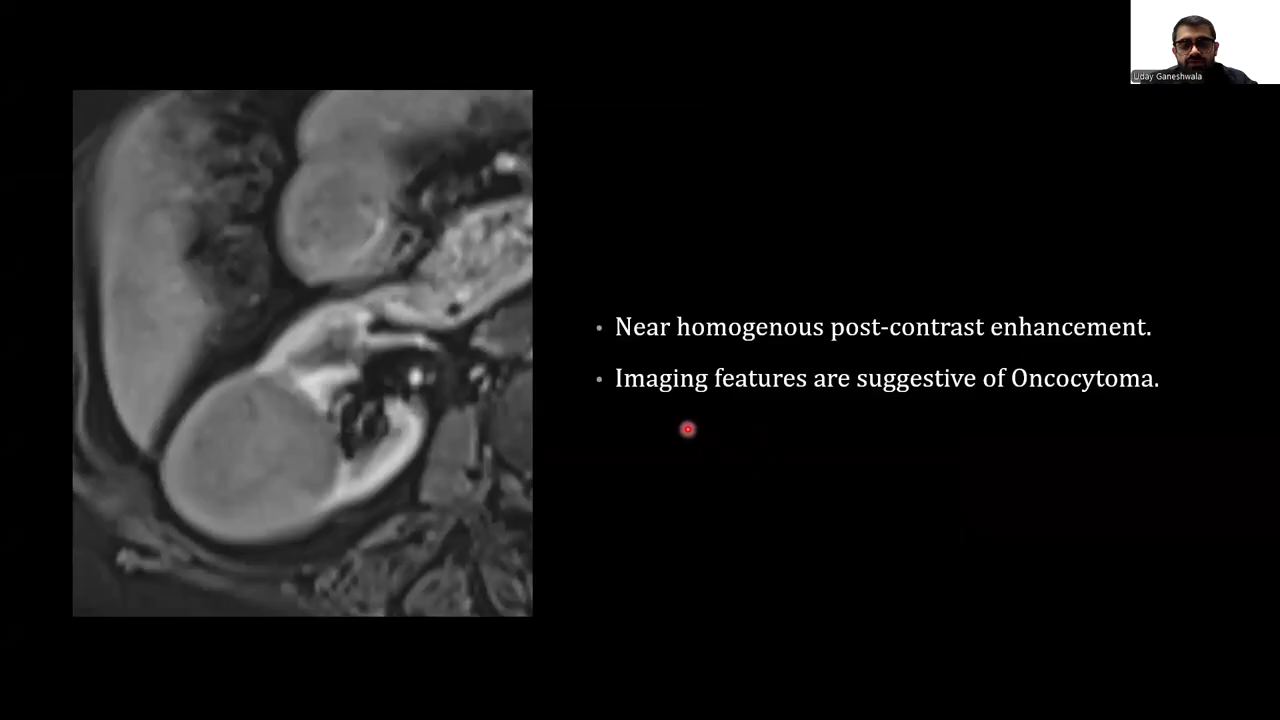 Uday Ganeshwala
• Near homogenous post-contrast enhancement.
• Imaging features are suggestive of Oncocytoma.